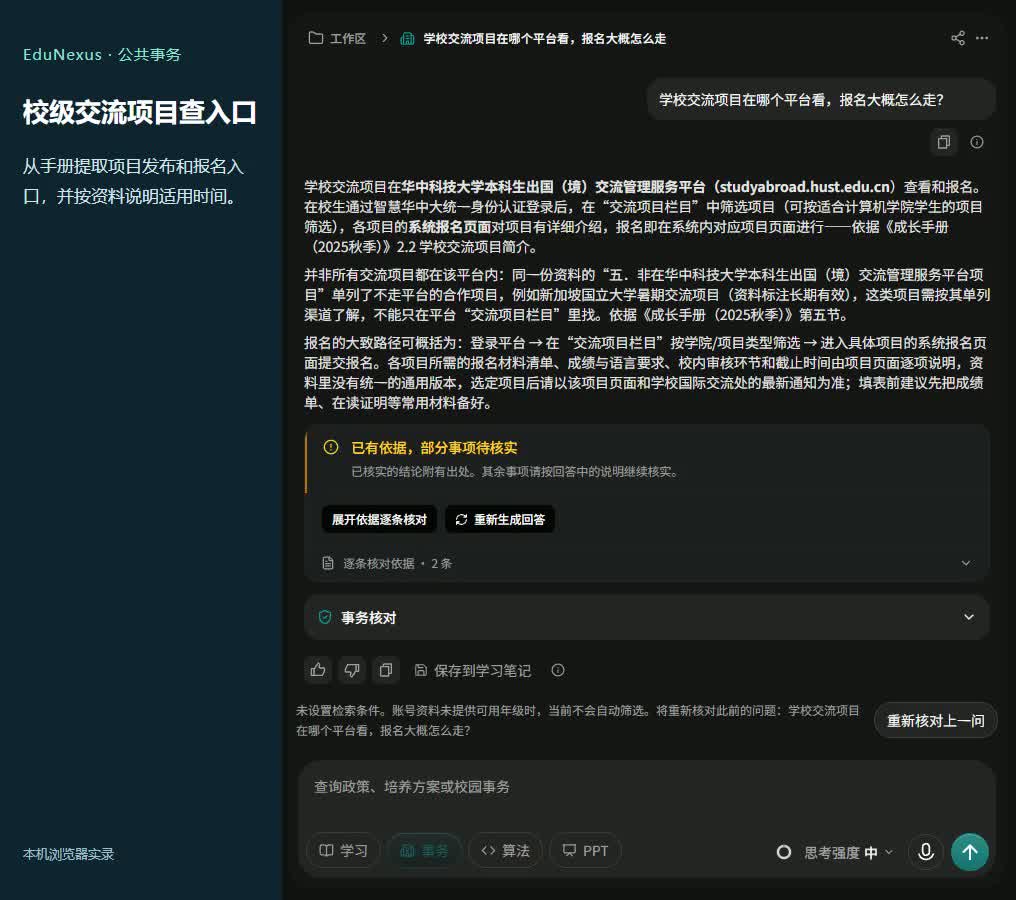 EduNexus · 公共事务
校级交流项目查入口
从手册提取项目发布和报名入
口，并按资料说明适用时间。
本机浏览器实录
工作区
学校交流项目在哪个平台看，报名大概怎么走
学校交流项目在哪个平台看，报名大概怎么走？
学校交流项目在华中科技大学本科生出国（境）交流管理服务平台（studyabroad.hust.edu.cn）查看和报名。
在校生通过智慧华中大统一身份认证登录后，在“交流项目栏目”中筛选项目（可按适合计算机学院学生的项目
筛选），各项目的系统报名页面对项目有详细介绍，报名即在系统内对应项目页面进行——依据《成长手册
（2025秋季）》2.2 学校交流项目简介。
并非所有交流项目都在该平台内：同一份资料的“五．非在华中科技大学本科生出国（境）交流管理服务平台项
目”单列了不走平台的合作项目，例如新加坡国立大学暑期交流项目（资料标注长期有效），这类项目需按其单列
渠道了解，不能只在平台“交流项目栏目”里找。依据《成长手册（2025秋季）》第五节。
报名的大致路径可概括为：登录平台 → 在“交流项目栏目”按学院/项目类型筛选 → 进入具体项目的系统报名页
面提交报名。各项目所需的报名材料清单、成绩与语言要求、校内审核环节和截止时间由项目页面逐项说明，资
料里没有统一的通用版本，选定项目后请以该项目页面和学校国际交流处的最新通知为准；填表前建议先把成绩
单、在读证明等常用材料备好。
已有依据，部分事项待核实
已核实的结论附有出处。其余事项请按回答中的说明继续核实。
展开依据逐条核对
重新生成回答
逐条核对依据 · 2 条
事务核对
保存到学习笔记
未设置检索条件。账号资料未提供可用年级时，当前不会自动筛选。将重新核对此前的问题：学校交流项目
在哪个平台看，报名大概怎么走？
重新核对上一问
查询政策、培养方案或校园事务
学习
事务
算法
PPT
思考强度 中